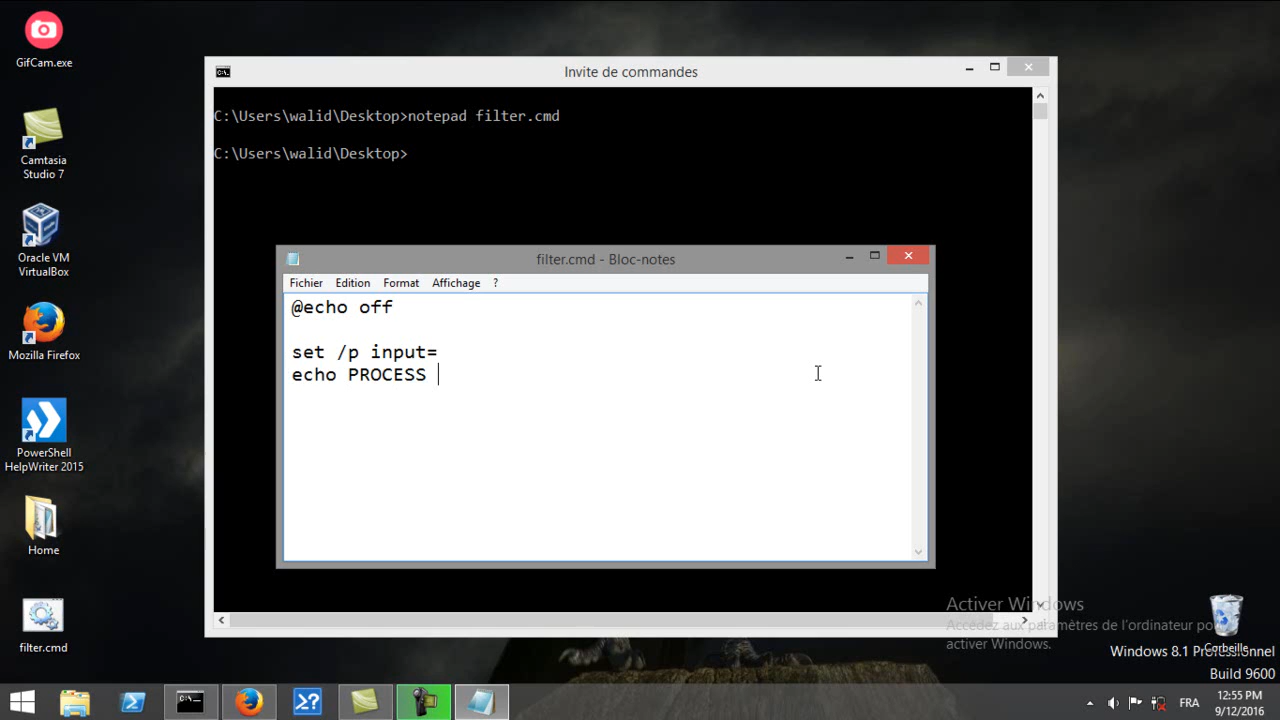 GifCam.exe
Camtasia
Studio 7
Oracle VM
VirtualBox
Mozilla Firefox
PowerShell
HelpWriter 2015
Home
filter.cmd
Invite de commandes
C:\Users\walid\Desktop>notepad filter.cmd
C:\Users\walid\Desktop>
filter.cmd - Bloc-notes
Fichier Edition Format Affichage ?
@echo off
set /p input=
echo PROCESS
Activer Windows
Accédez aux paramètres de l'ordinateur pour
activer Windows.
Corbeille
Windows 8.1 Professionnel
Build 9600
FRA
12:55 PM
9/12/2016